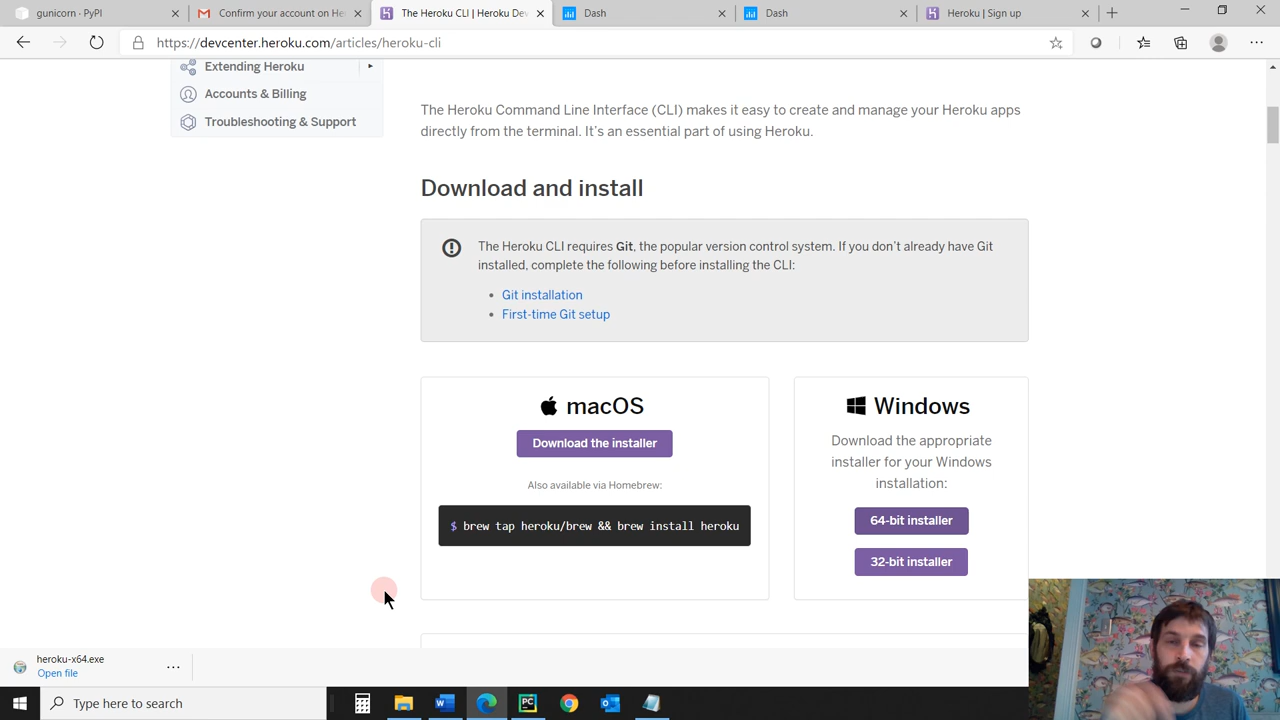 gunicorn · PyPI
Confirm your account on He
The Heroku CLI | Heroku Dev
Dash
Dash
Heroku | Sign up
https://devcenter.heroku.com/articles/heroku-cli
Extending Heroku
Accounts & Billing
Troubleshooting & Support
The Heroku Command Line Interface (CLI) makes it easy to create and manage your Heroku apps
directly from the terminal. It's an essential part of using Heroku.
Download and install
The Heroku CLI requires Git, the popular version control system. If you don't already have Git
installed, complete the following before installing the CLI:
• Git installation
• First-time Git setup
macOS
Download the installer
Also available via Homebrew:
$ brew tap heroku/brew && brew install heroku
Windows
Download the appropriate
installer for your Windows
installation:
64-bit installer
32-bit installer
heroku-x64.exe
Open file
Type here to search